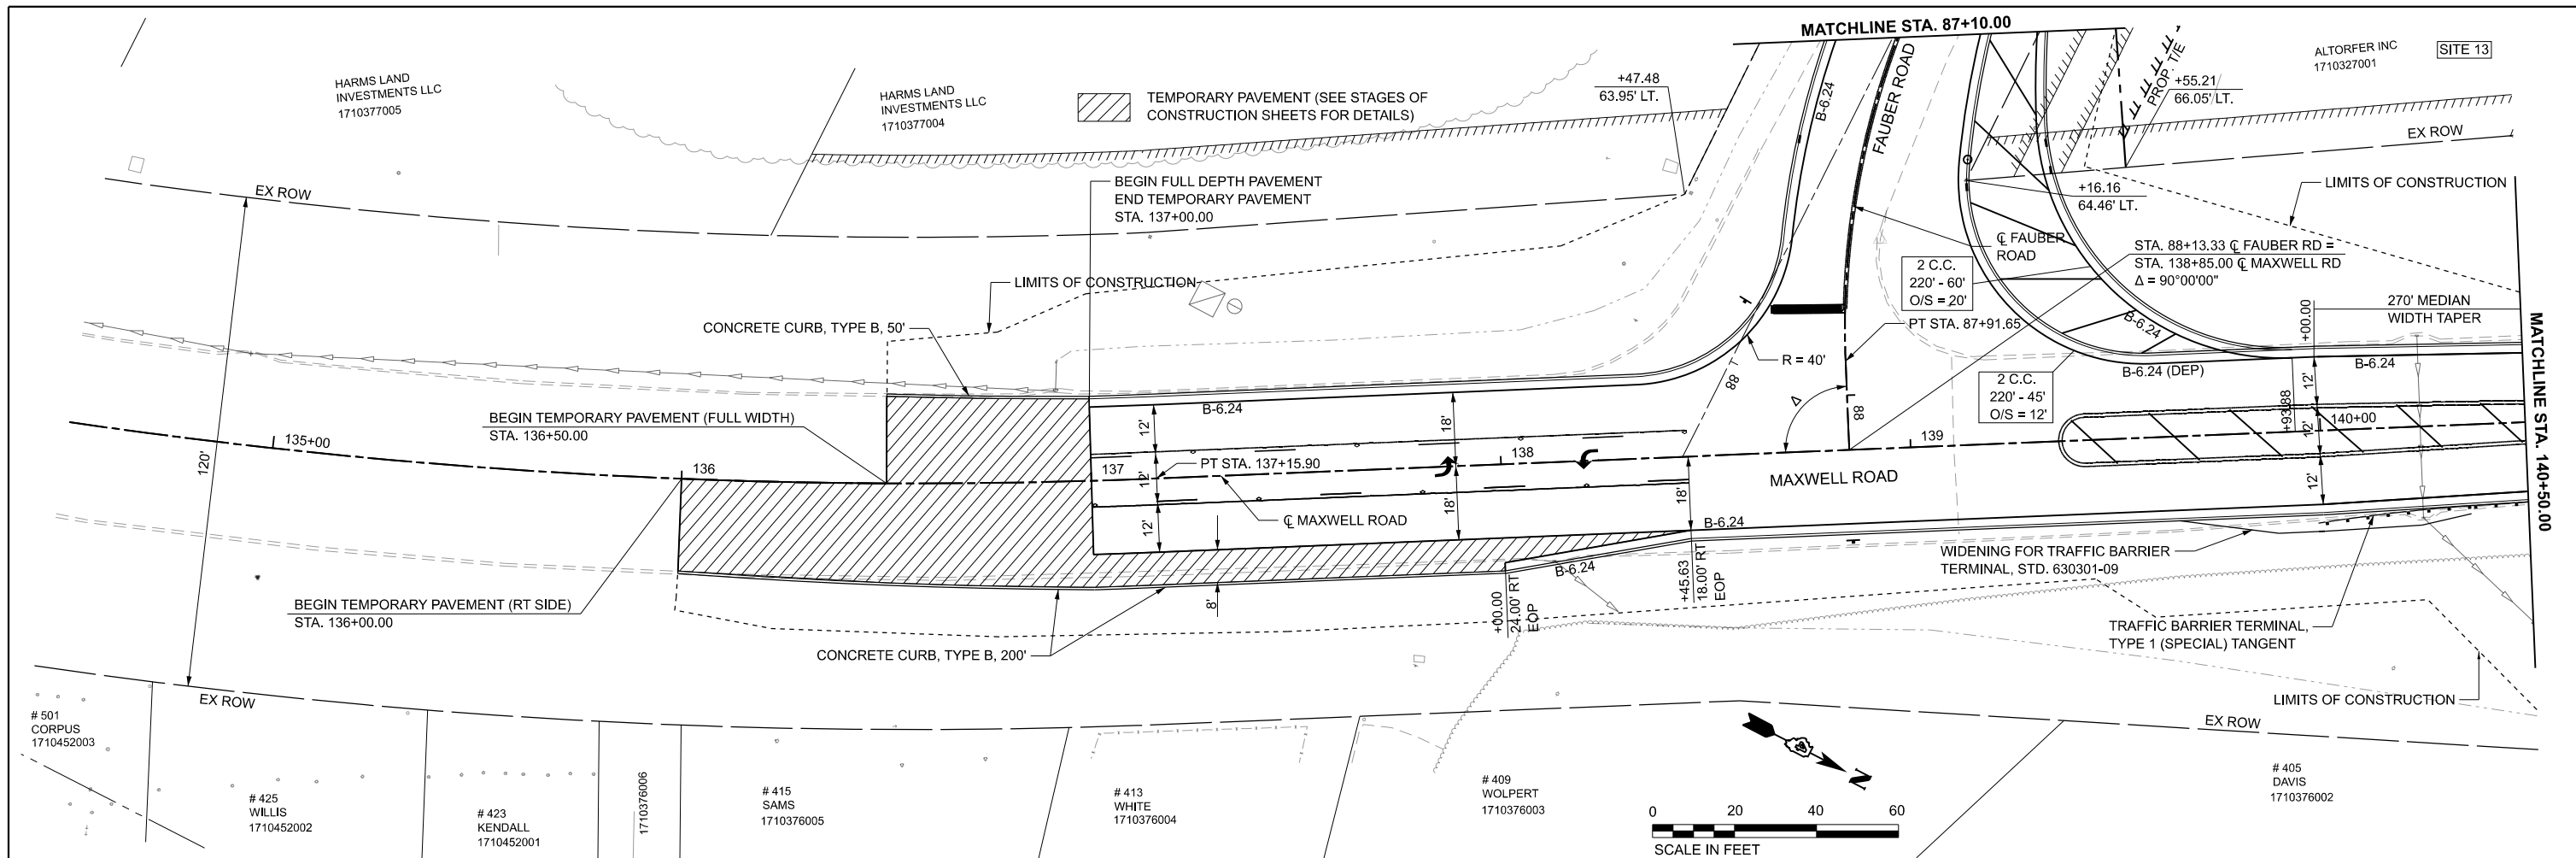 MATCHLINE STA. 87+10.00
HARMS LAND
INVESTMENTS LLC
1710377005
HARMS LAND
INVESTMENTS LLC
1710377004
TEMPORARY PAVEMENT (SEE STAGES OF
CONSTRUCTION SHEETS FOR DETAILS)
+47.48
63.95' LT.
B-6.24
FAUBER ROAD
PROP. TIE
+55.21
66.05' LT.
ALTORFER INC
1710327001
SITE 13
EX ROW
EX ROW
BEGIN FULL DEPTH PAVEMENT
END TEMPORARY PAVEMENT
STA. 137+00.00
+16.16
64.46' LT.
LIMITS OF CONSTRUCTION
℄ FAUBER
ROAD
STA. 88+13.33 ℄ FAUBER RD =
STA. 138+85.00 ℄ MAXWELL RD
Δ = 90°00'00"
2 C.C.
220' - 60'
O/S = 20'
LIMITS OF CONSTRUCTION
CONCRETE CURB, TYPE B, 50'
PT STA. 87+91.65
R = 40'
B-6.24
+00.00
270' MEDIAN
WIDTH TAPER
MATCHLINE STA. 140+50.00
2 C.C.
220' - 45'
O/S = 12'
B-6.24 (DEP)
B-6.24
88
Δ
88
12'
B-6.24
18'
12'
+93.88
140+00
BEGIN TEMPORARY PAVEMENT (FULL WIDTH)
STA. 136+50.00
135+00
120'
136
137
PT STA. 137+15.90
138
139
12'
12'
MAXWELL ROAD
12'
18'
18'
12'
℄ MAXWELL ROAD
B-6.24
BEGIN TEMPORARY PAVEMENT (RT SIDE)
STA. 136+00.00
8'
B-6.24
+00.00
24.00' RT
EOP
+45.63
18.00' RT
EOP
WIDENING FOR TRAFFIC BARRIER
TERMINAL, STD. 630301-09
CONCRETE CURB, TYPE B, 200'
TRAFFIC BARRIER TERMINAL,
TYPE 1 (SPECIAL) TANGENT
LIMITS OF CONSTRUCTION
EX ROW
EX ROW
# 501
CORPUS
1710452003
# 425
WILLIS
1710452002
# 423
KENDALL
1710452001
1710376006
# 415
SAMS
1710376005
# 413
WHITE
1710376004
# 409
WOLPERT
1710376003
# 405
DAVIS
1710376002
N
0 20 40 60
SCALE IN FEET